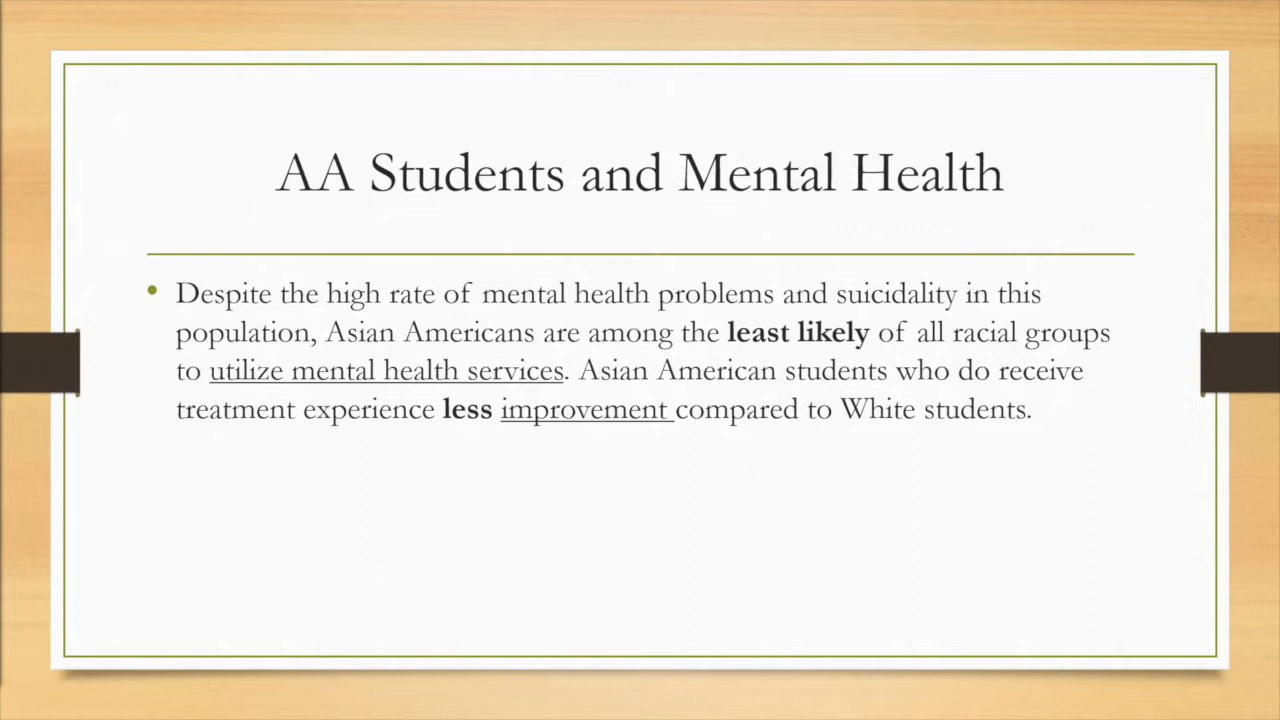 AA Students and Mental Health
• Despite the high rate of mental health problems and suicidality in this
population, Asian Americans are among the least likely of all racial groups
to utilize mental health services. Asian American students who do receive
treatment experience less improvement compared to White students.